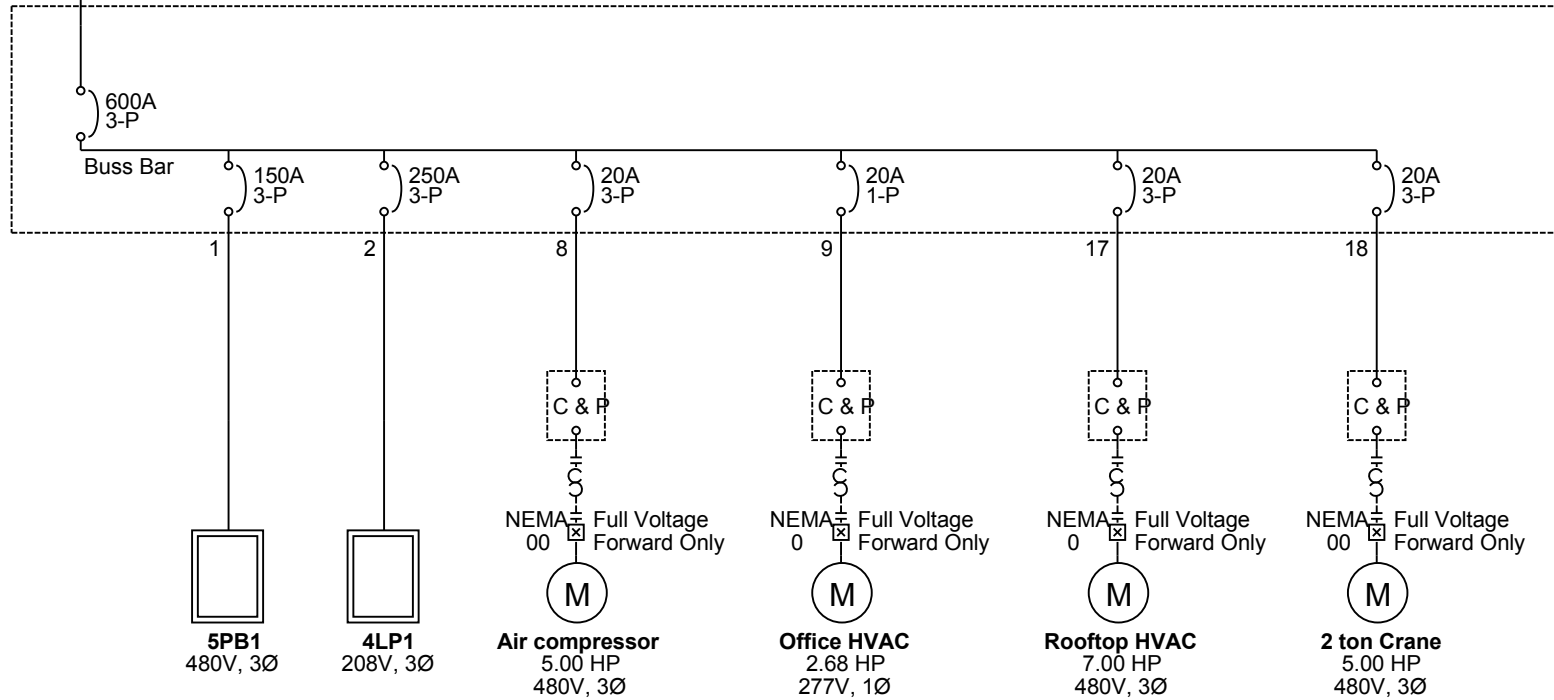 600A
3-P
Buss Bar
150A
3-P
250A
3-P
20A
3-P
20A
1-P
20A
3-P
20A
3-P
1
2
8
9
17
18
C & P
C & P
C & P
C & P
NEMA
00
Full Voltage
Forward Only
NEMA
0
Full Voltage
Forward Only
NEMA
0
Full Voltage
Forward Only
NEMA
00
Full Voltage
Forward Only
M
M
M
M
5PB1
480V, 3Ø
4LP1
208V, 3Ø
Air compressor
5.00 HP
480V, 3Ø
Office HVAC
2.68 HP
277V, 1Ø
Rooftop HVAC
7.00 HP
480V, 3Ø
2 ton Crane
5.00 HP
480V, 3Ø